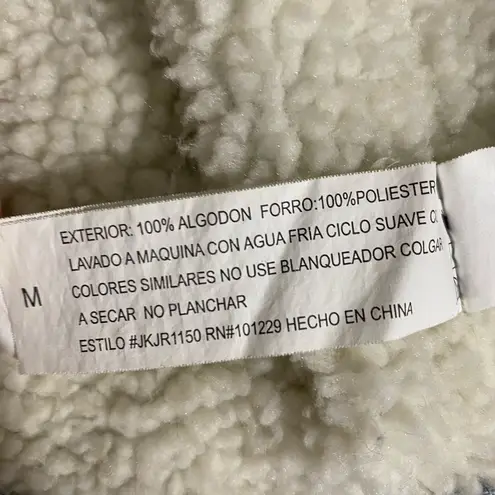 EXTERIOR: 100% ALGODON FORRO:100%POLIESTER
LAVADO A MAQUINA CON AGUA FRIA CICLO SUAVE
M
COLORES SIMILARES NO USE BLANQUEADOR COLGAR
A SECAR NO PLANCHAR
ESTILO #JKJR1150 RN#101229 HECHO EN CHINA